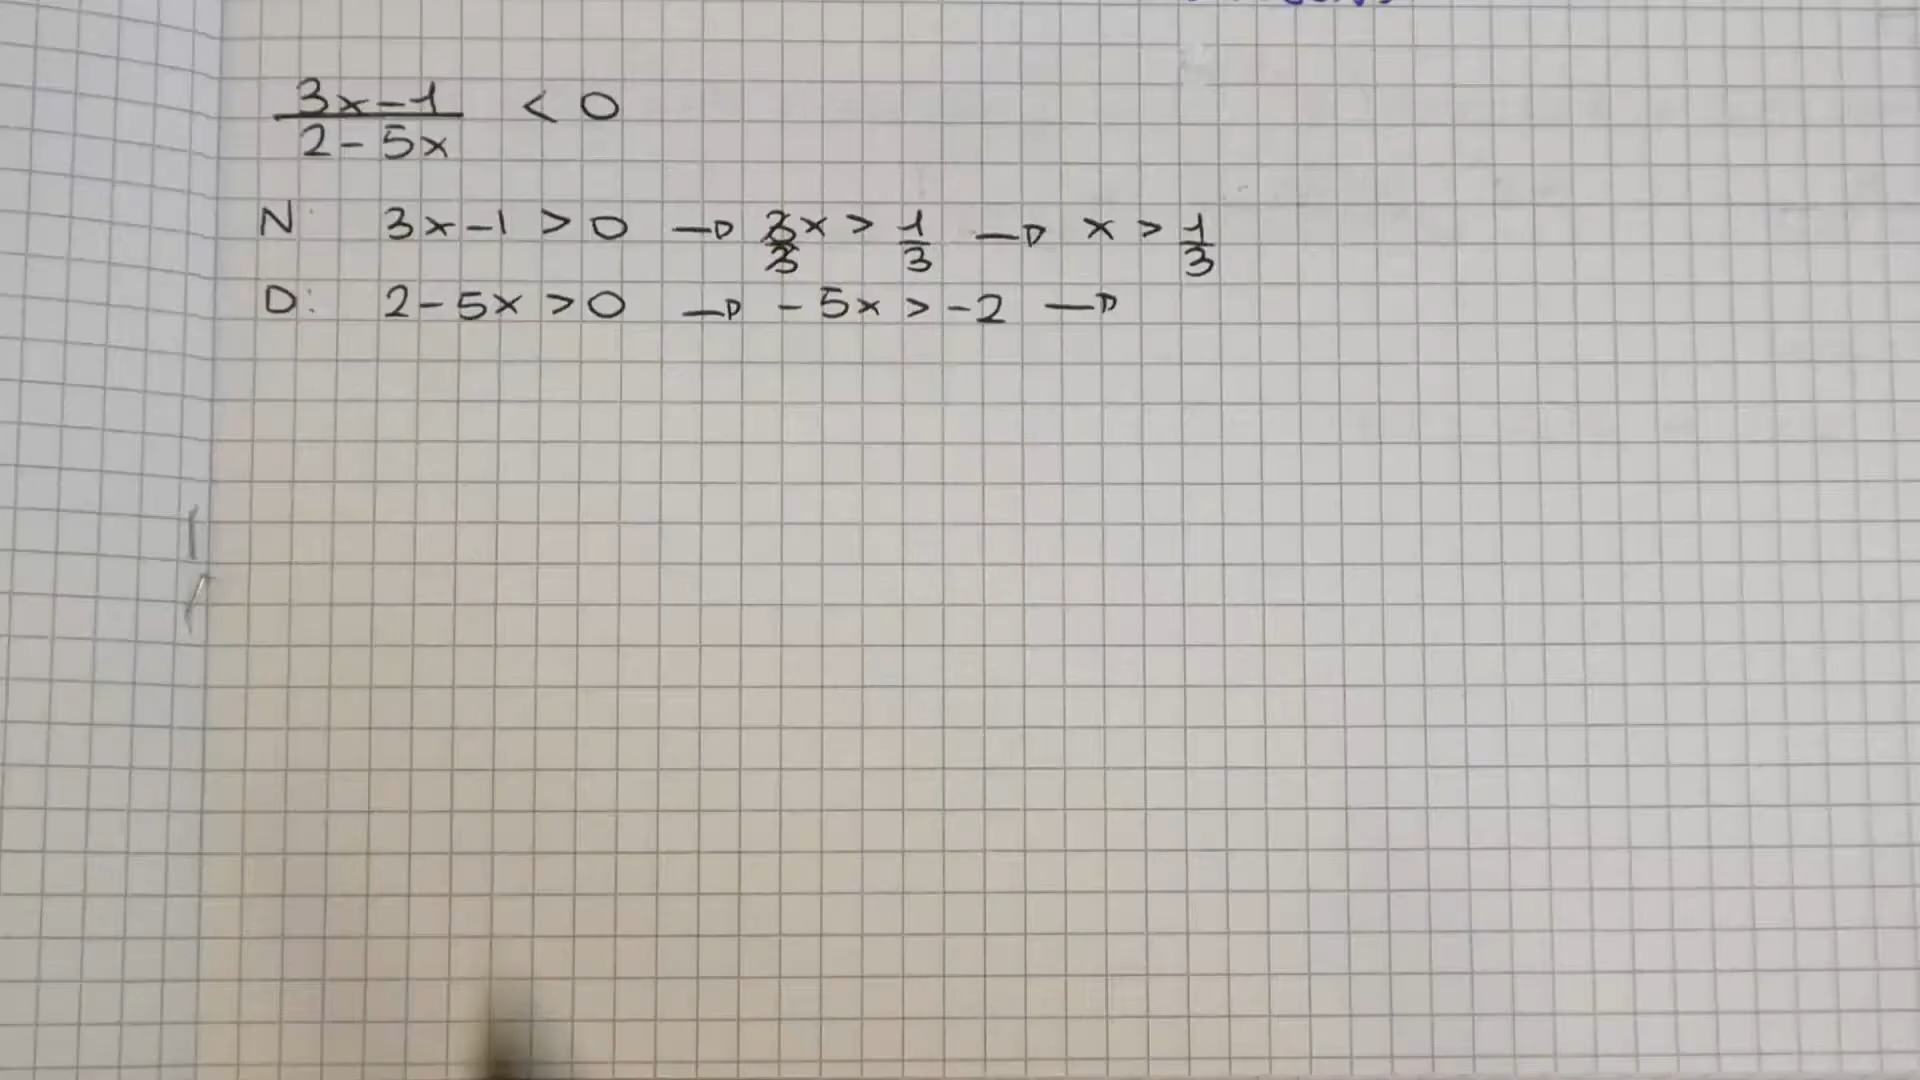 3x-1 / 2-5x < 0
N: 3x-1 > 0 → 3x/3 > 1/3 → x > 1/3
D: 2-5x > 0 → -5x > -2 →